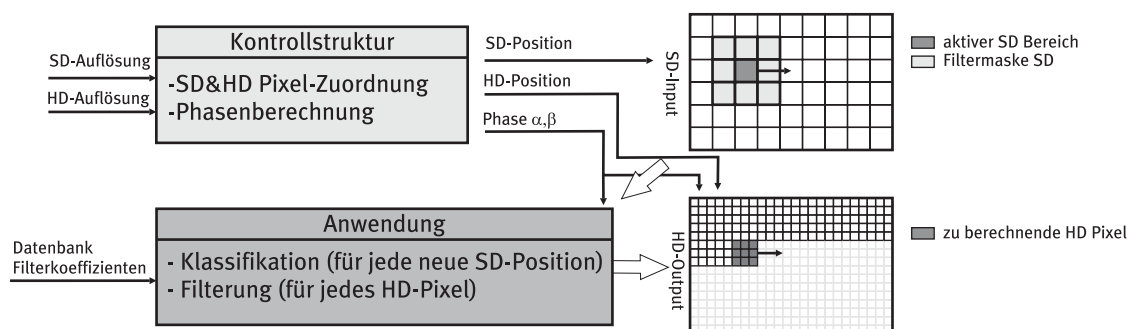 Kontrollstruktur
SD-Auflösung
HD-Auflösung
-SD&HD Pixel-Zuordnung
-Phasenberechnung
SD-Position
HD-Position
Phase α,β
SD-Input
aktiver SD Bereich
Filtermaske SD
Anwendung
Datenbank
Filterkoeffizienten
- Klassifikation (für jede neue SD-Position)
- Filterung (für jedes HD-Pixel)
HD-Output
zu berechnende HD Pixel